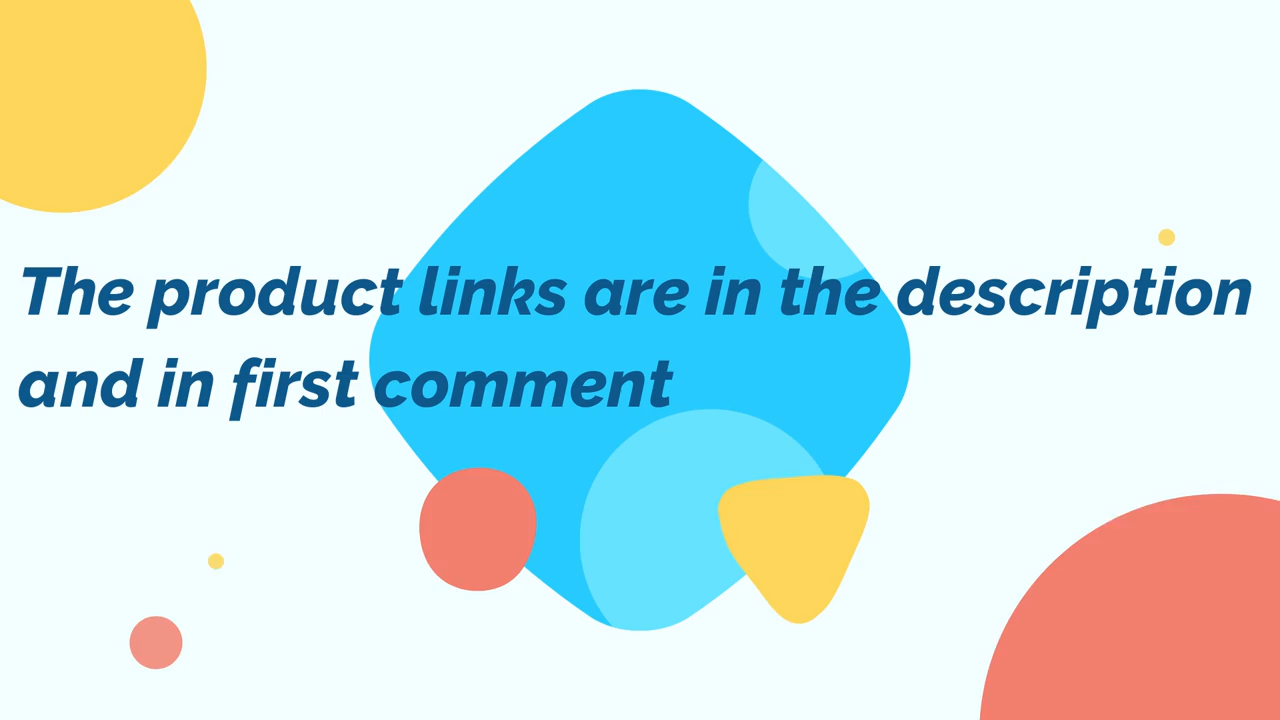 The product links are in the description
and in first comment